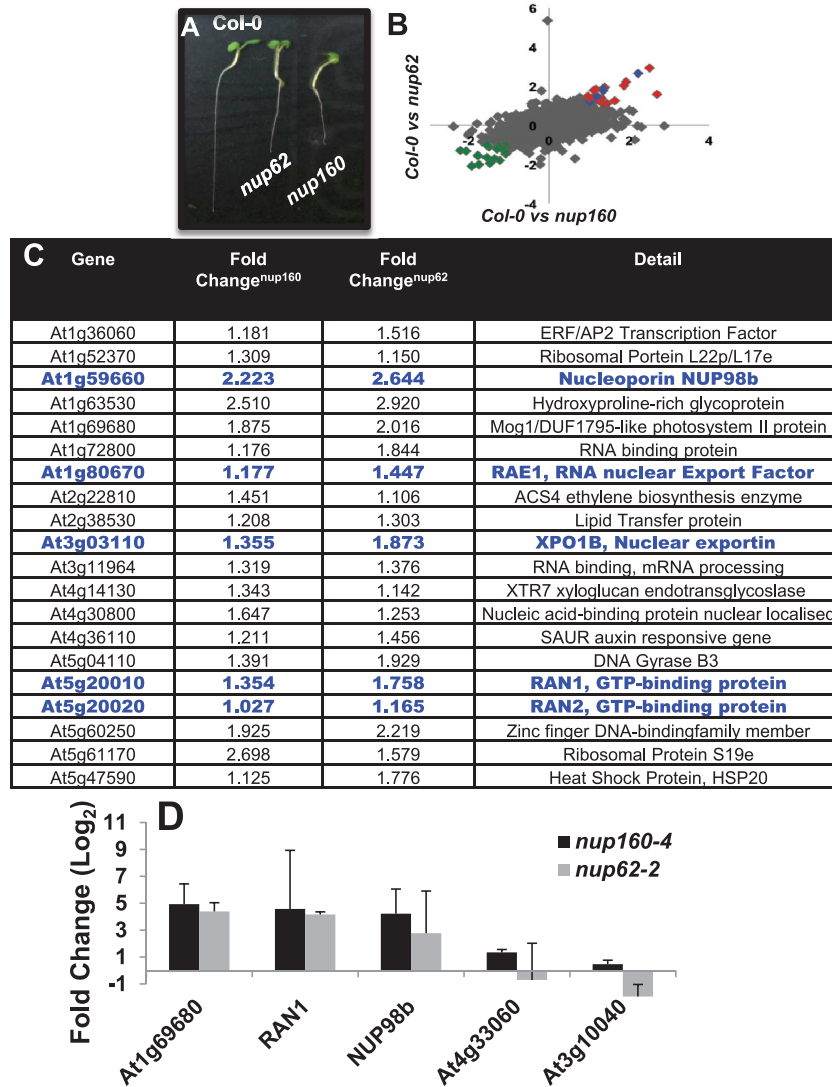 A Col-0
nup62
nup160
B
Col-0 vs nup62
6
4
2
0
-2
-4
-2 0 2 4
Col-0 vs nup160
C Gene Fold Change nup160 Fold Change nup62 Detail
At1g36060 1.181 1.516 ERF/AP2 Transcription Factor
At1g52370 1.309 1.150 Ribosomal Portein L22p/L17e
At1g59660 2.223 2.644 Nucleoporin NUP98b
At1g63530 2.510 2.920 Hydroxyproline-rich glycoprotein
At1g69680 1.875 2.016 Mog1/DUF1795-like photosystem II protein
At1g72800 1.176 1.844 RNA binding protein
At1g80670 1.177 1.447 RAE1, RNA nuclear Export Factor
At2g22810 1.451 1.106 ACS4 ethylene biosynthesis enzyme
At2g38530 1.208 1.303 Lipid Transfer protein
At3g03110 1.355 1.873 XPO1B, Nuclear exportin
At3g11964 1.319 1.376 RNA binding, mRNA processing
At4g14130 1.343 1.142 XTR7 xyloglucan endotransglycoslase
At4g30800 1.647 1.253 Nucleic acid-binding protein nuclear localised
At4g36110 1.211 1.456 SAUR auxin responsive gene
At5g04110 1.391 1.929 DNA Gyrase B3
At5g20010 1.354 1.758 RAN1, GTP-binding protein
At5g20020 1.027 1.165 RAN2, GTP-binding protein
At5g60250 1.925 2.219 Zinc finger DNA-bindingfamily member
At5g61170 2.698 1.579 Ribosomal Protein S19e
At5g47590 1.125 1.776 Heat Shock Protein, HSP20
D
Fold Change (Log2)
11
9
7
5
3
1
-1
nup160-4
nup62-2
At1g69680
RAN1
NUP98b
At4g33060
At3g10040